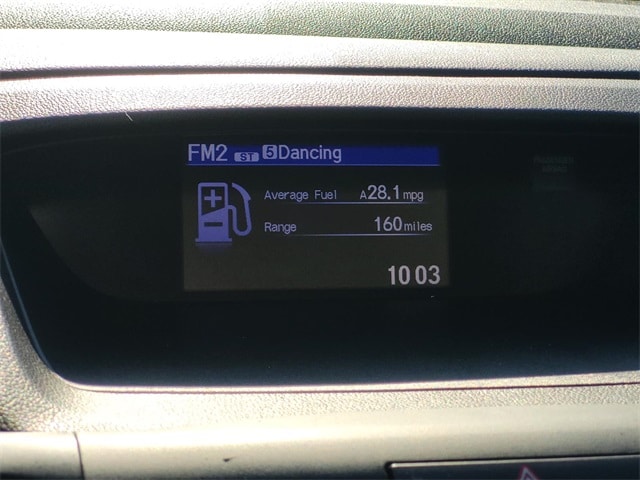 FM2 ST 5 Dancing
Average Fuel A28.1 mpg
Range 160 miles
10 03